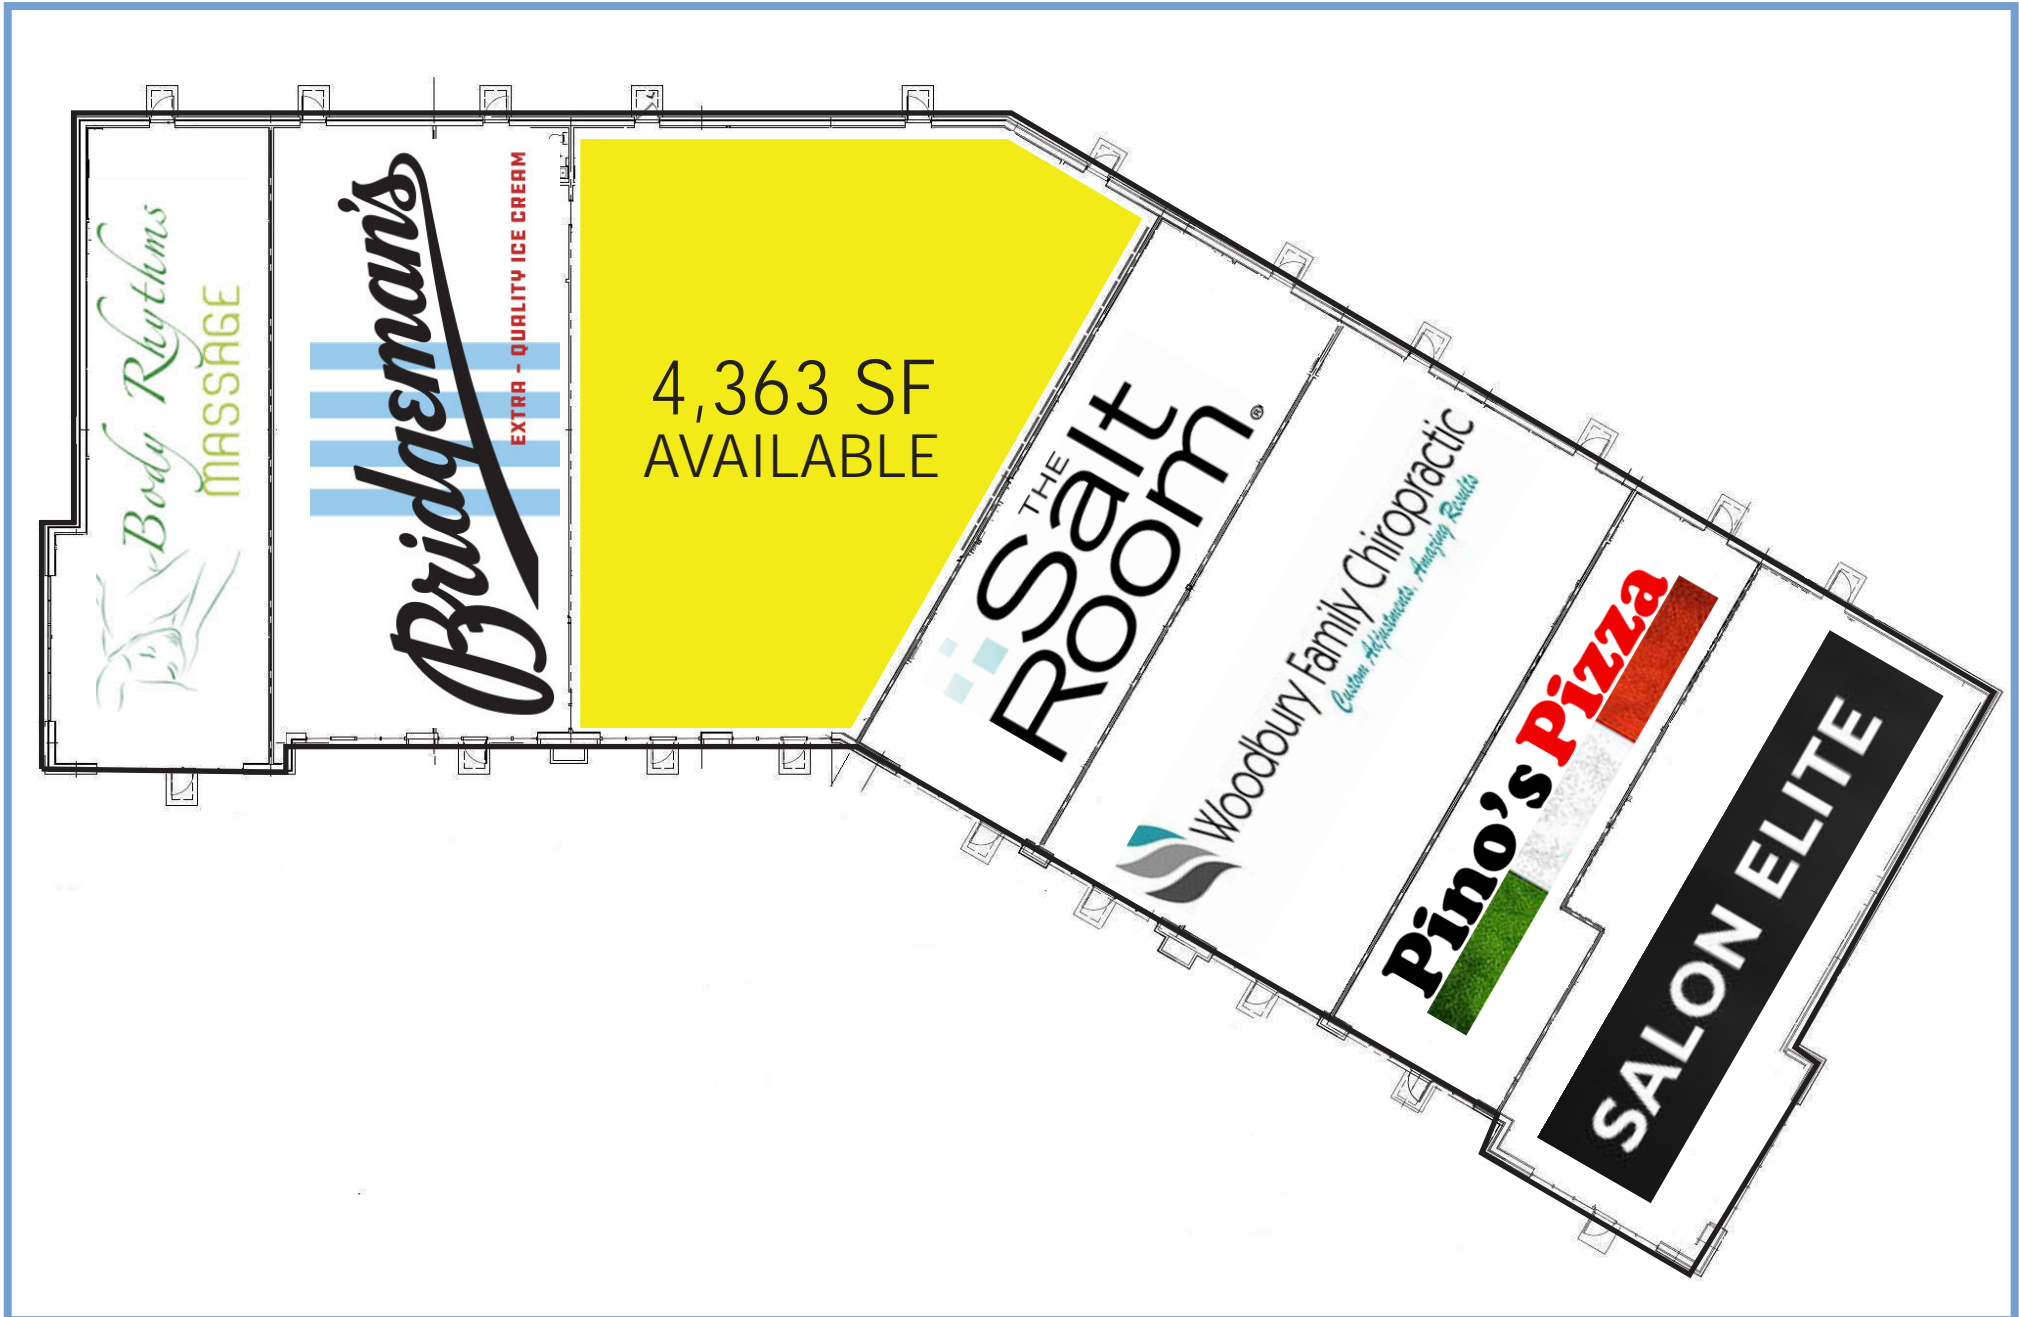 Body Rhythms
MASSAGE
Bridgeman's
EXTRA - QUALITY ICE CREAM
4,363 SF
AVAILABLE
THE
Salt
Room®
Woodbury Family Chiropractic
Custom Adjustments, Amazing Results
Pino's Pizza
SALON ELITE